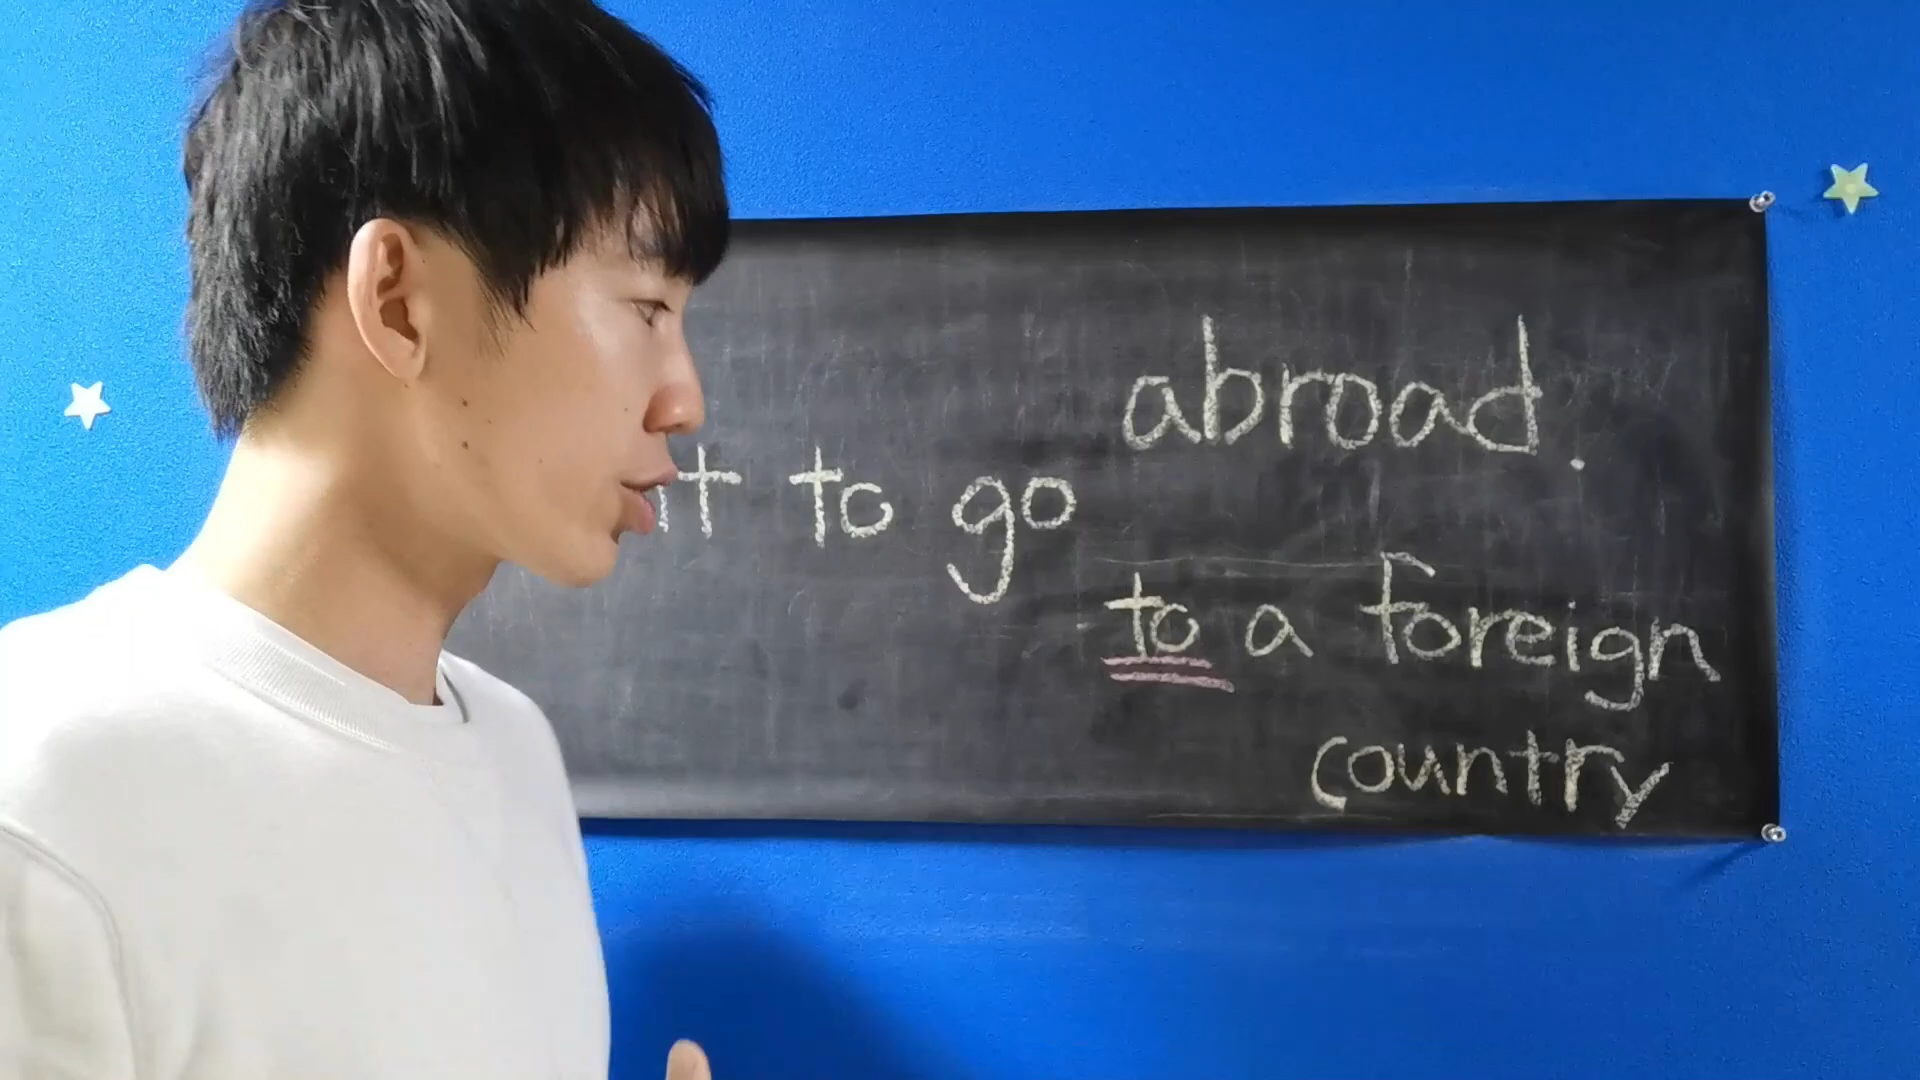 abroad.
to go
to a foreign
country